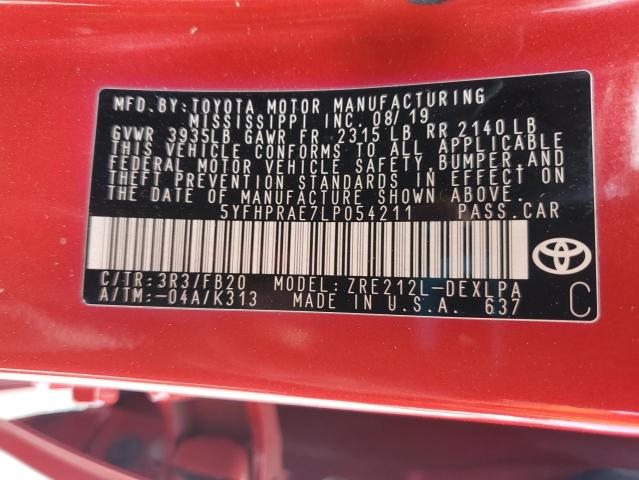 MFD. BY: TOYOTA MOTOR MANUFACTURING
MISSISSIPPI INC. 08/19
GVWR 3935LB GAWR FR 2315 LB RR 2140 LB
THIS VEHICLE CONFORMS TO ALL APPLICABLE
FEDERAL MOTOR VEHICLE SAFETY, BUMPER, AND
THEFT PREVENTION STANDARDS IN EFFECT ON
THE DATE OF MANUFACTURE SHOWN ABOVE.
5YFHPRAE7LP054211 PASS. CAR
C/TR: 3R3/FB20 MODEL: ZRE212L-DEXLPA
A/TM: -04A/K313 MADE IN U.S.A. 637
C